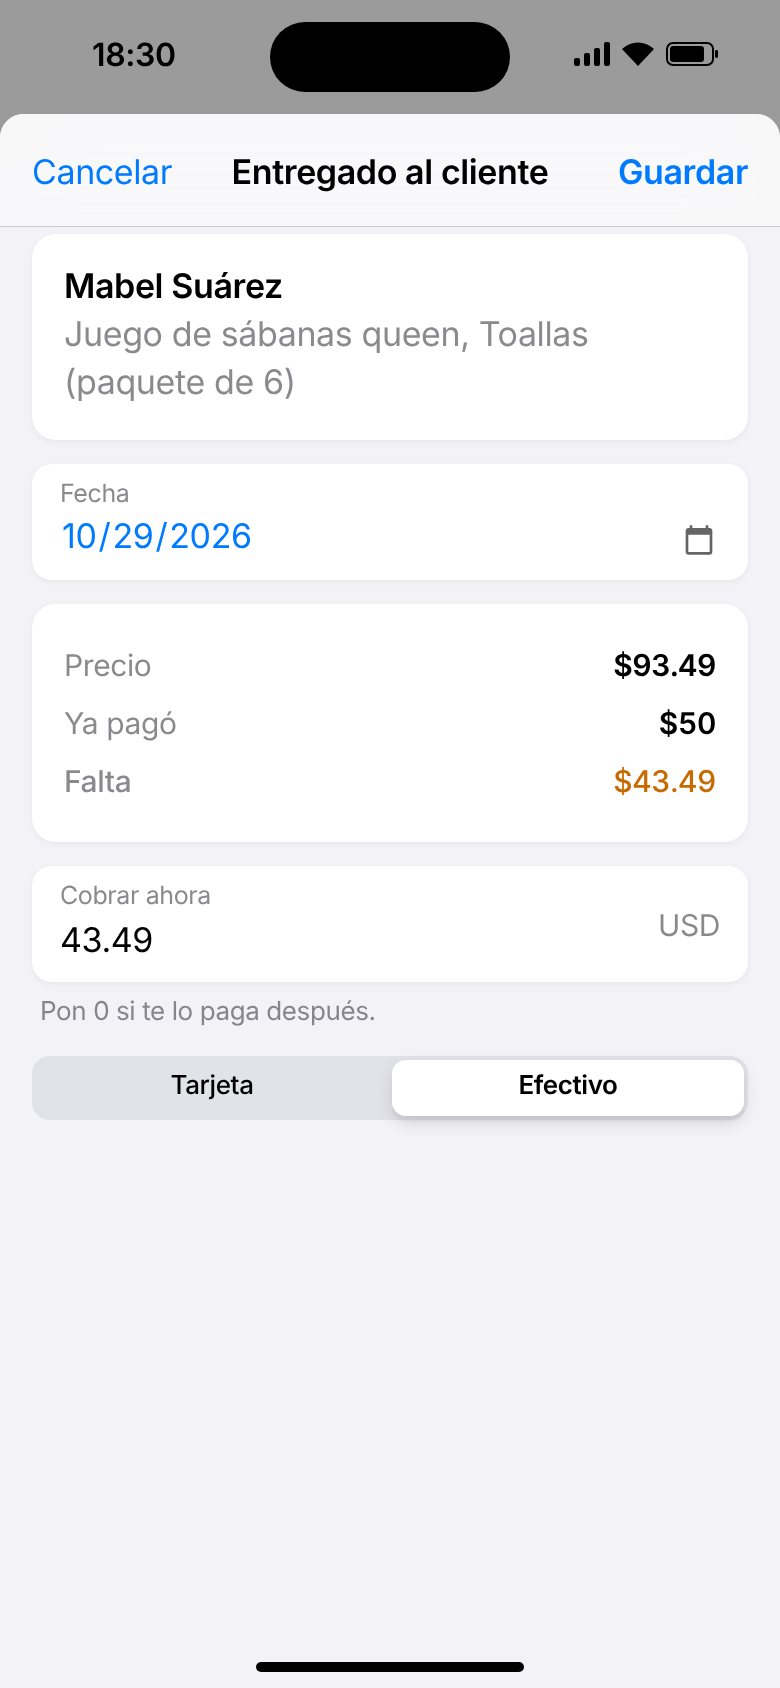 18:30
Cancelar
Entregado al cliente
Guardar
Mabel Suárez
Juego de sábanas queen, Toallas
(paquete de 6)
Fecha
10/29/2026
Precio
$93.49
Ya pagó
$50
Falta
$43.49
Cobrar ahora
43.49
USD
Pon 0 si te lo paga después.
Tarjeta
Efectivo